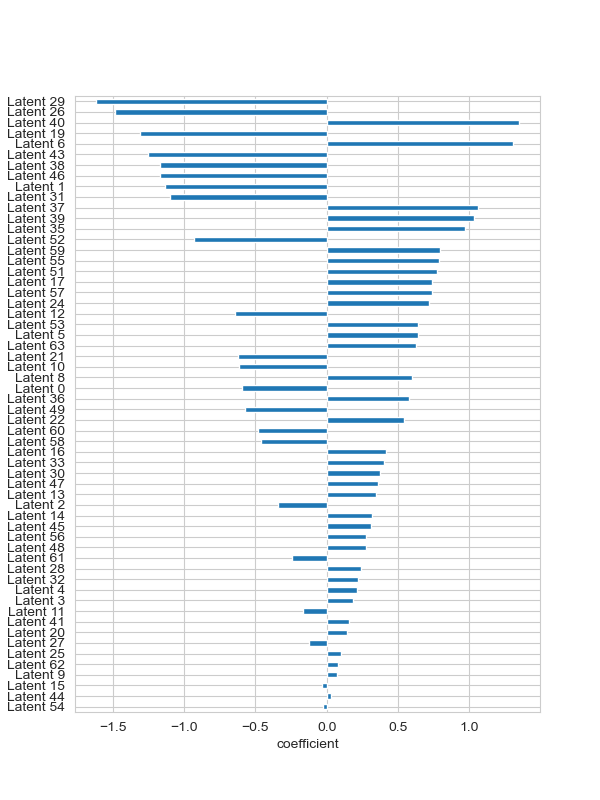 Latent 29
Latent 26
Latent 40
Latent 19
Latent 6
Latent 43
Latent 38
Latent 46
Latent 1
Latent 31
Latent 37
Latent 39
Latent 35
Latent 52
Latent 59
Latent 55
Latent 51
Latent 17
Latent 57
Latent 24
Latent 12
Latent 53
Latent 5
Latent 63
Latent 21
Latent 10
Latent 8
Latent 0
Latent 36
Latent 49
Latent 22
Latent 60
Latent 58
Latent 16
Latent 33
Latent 30
Latent 47
Latent 13
Latent 2
Latent 14
Latent 45
Latent 56
Latent 48
Latent 61
Latent 28
Latent 32
Latent 4
Latent 3
Latent 11
Latent 41
Latent 20
Latent 27
Latent 25
Latent 62
Latent 9
Latent 15
Latent 44
Latent 54
−1.5 −1.0 −0.5 0.0 0.5 1.0
coefficient